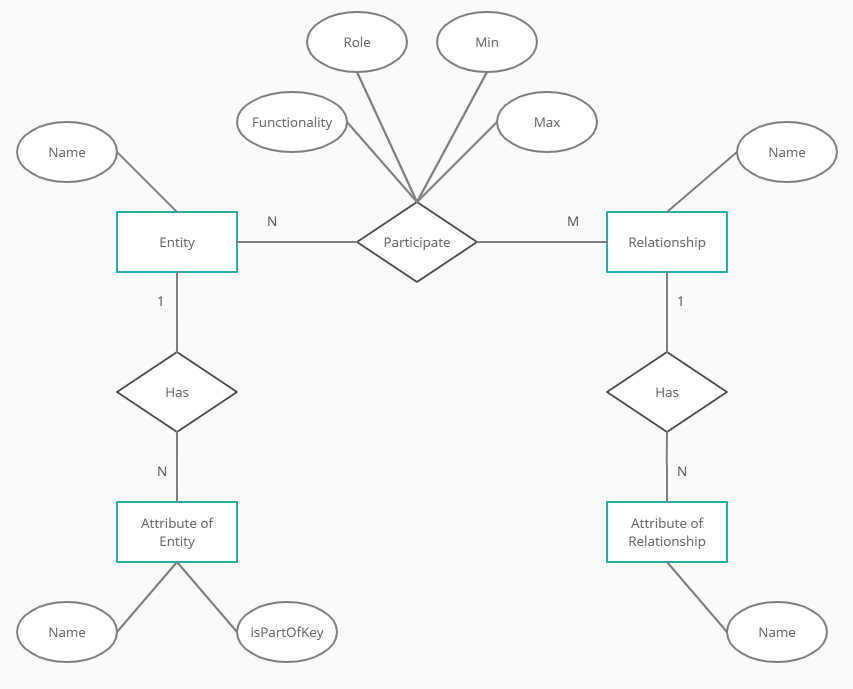 Role
Min
Functionality
Max
Name
Name
Entity
N
Participate
M
Relationship
1
1
Has
Has
N
N
Attribute of
Entity
Attribute of
Relationship
Name
isPartOfKey
Name